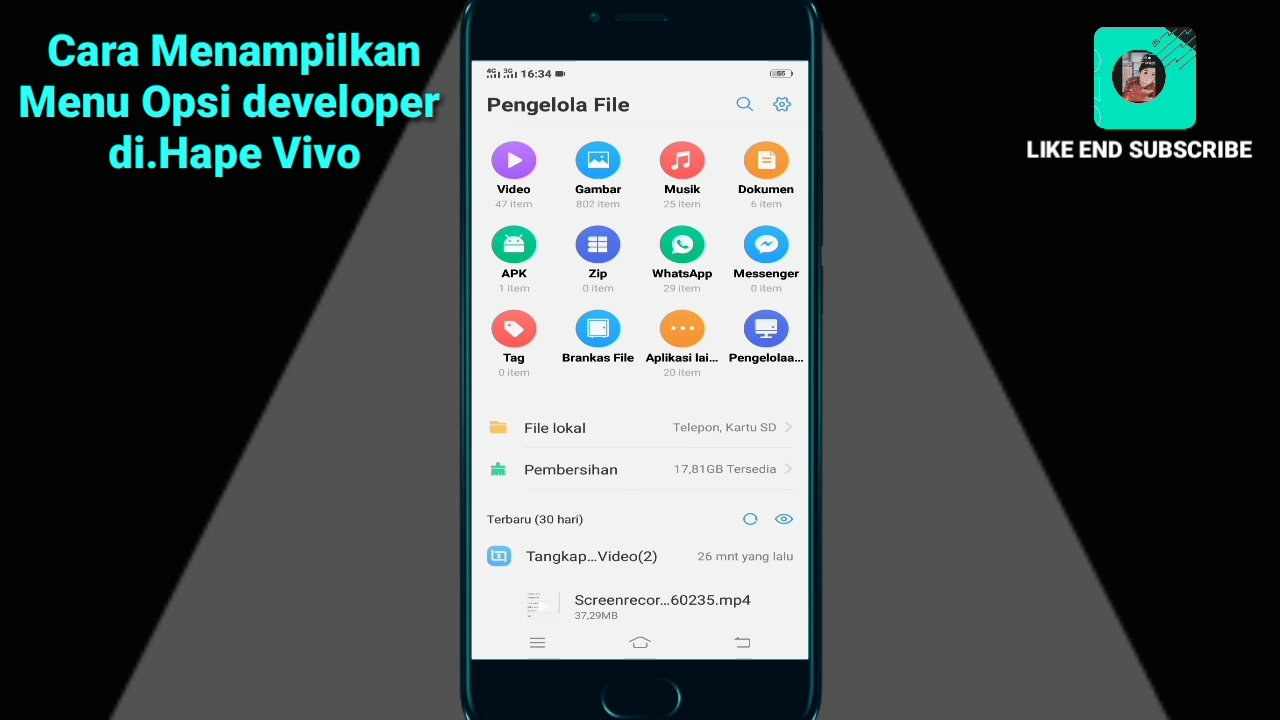 Cara Menampilkan
Menu Opsi developer
di.Hape Vivo
LIKE END SUBSCRIBE
4G 3G 16:34 55
Pengelola File
Video Gambar Musik Dokumen
47 item 802 item 25 item 6 item
APK Zip WhatsApp Messenger
1 item 0 item 29 item 0 item
Tag Brankas File Aplikasi lai... Pengelolaa...
0 item 20 item
File lokal Telepon, Kartu SD
Pembersihan 17,81GB Tersedia
Terbaru (30 hari)
Tangkap...Video(2) 26 mnt yang lalu
Screenrecor...60235.mp4
37,29MB